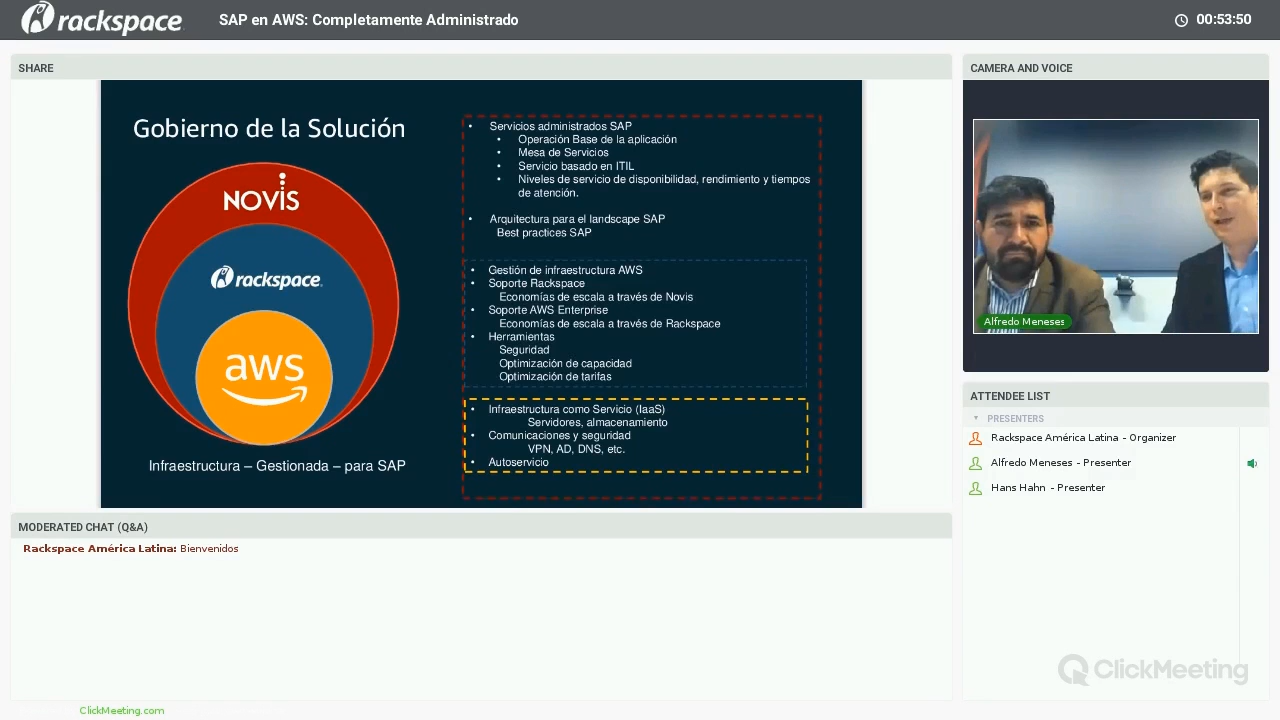 rackspace
SAP en AWS: Completamente Administrado
00:53:50
SHARE
Gobierno de la Solución
NOVIS
rackspace.
aws
Infraestructura – Gestionada – para SAP
• Servicios administrados SAP
• Operación Base de la aplicación
• Mesa de Servicios
• Servicio basado en ITIL
• Niveles de servicio de disponibilidad, rendimiento y tiempos
de atención.
• Arquitectura para el landscape SAP
Best practices SAP
• Gestión de infraestructura AWS
• Soporte Rackspace
Economías de escala a través de Novis
• Soporte AWS Enterprise
Economías de escala a través de Rackspace
• Herramientas
Seguridad
Optimización de capacidad
Optimización de tarifas
• Infraestructura como Servicio (IaaS)
Servidores, almacenamiento
• Comunicaciones y seguridad
VPN, AD, DNS, etc.
• Autoservicio
CAMERA AND VOICE
Alfredo Meneses
ATTENDEE LIST
PRESENTERS
Rackspace América Latina - Organizer
Alfredo Meneses - Presenter
Hans Hahn - Presenter
MODERATED CHAT (Q&A)
Rackspace América Latina: Bienvenidos
ClickMeeting
ClickMeeting.com